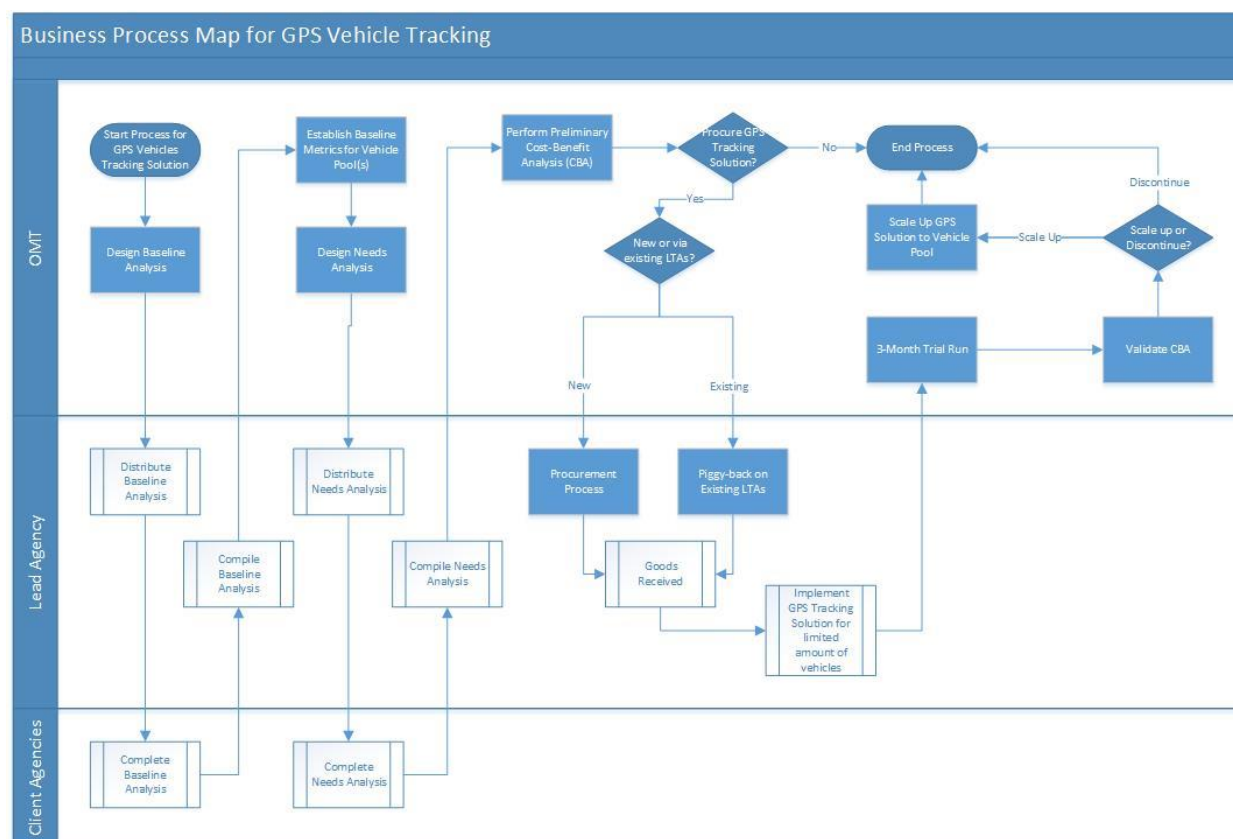 Business Process Map for GPS Vehicle Tracking
OMT
Start Process for
GPS Vehicles
Tracking Solution
Establish Baseline
Metrics for Vehicle
Pool(s)
Perform Preliminary
Cost-Benefit
Analysis (CBA)
Procure GPS
Tracking
Solution?
No
End Process
Discontinue
Yes
Design Baseline
Analysis
Design Needs
Analysis
New or via
existing LTAs?
Scale Up GPS
Solution to Vehicle
Pool
Scale Up
Scale up or
Discontinue?
3-Month Trial Run
Validate CBA
New
Existing
Lead Agency
Distribute
Baseline
Analysis
Distribute
Needs Analysis
Procurement
Process
Piggy-back on
Existing LTAs
Compile
Baseline
Analysis
Compile Needs
Analysis
Goods
Received
Implement
GPS Tracking
Solution for
limited
amount of
vehicles
Client Agencies
Complete
Baseline
Analysis
Complete
Needs Analysis